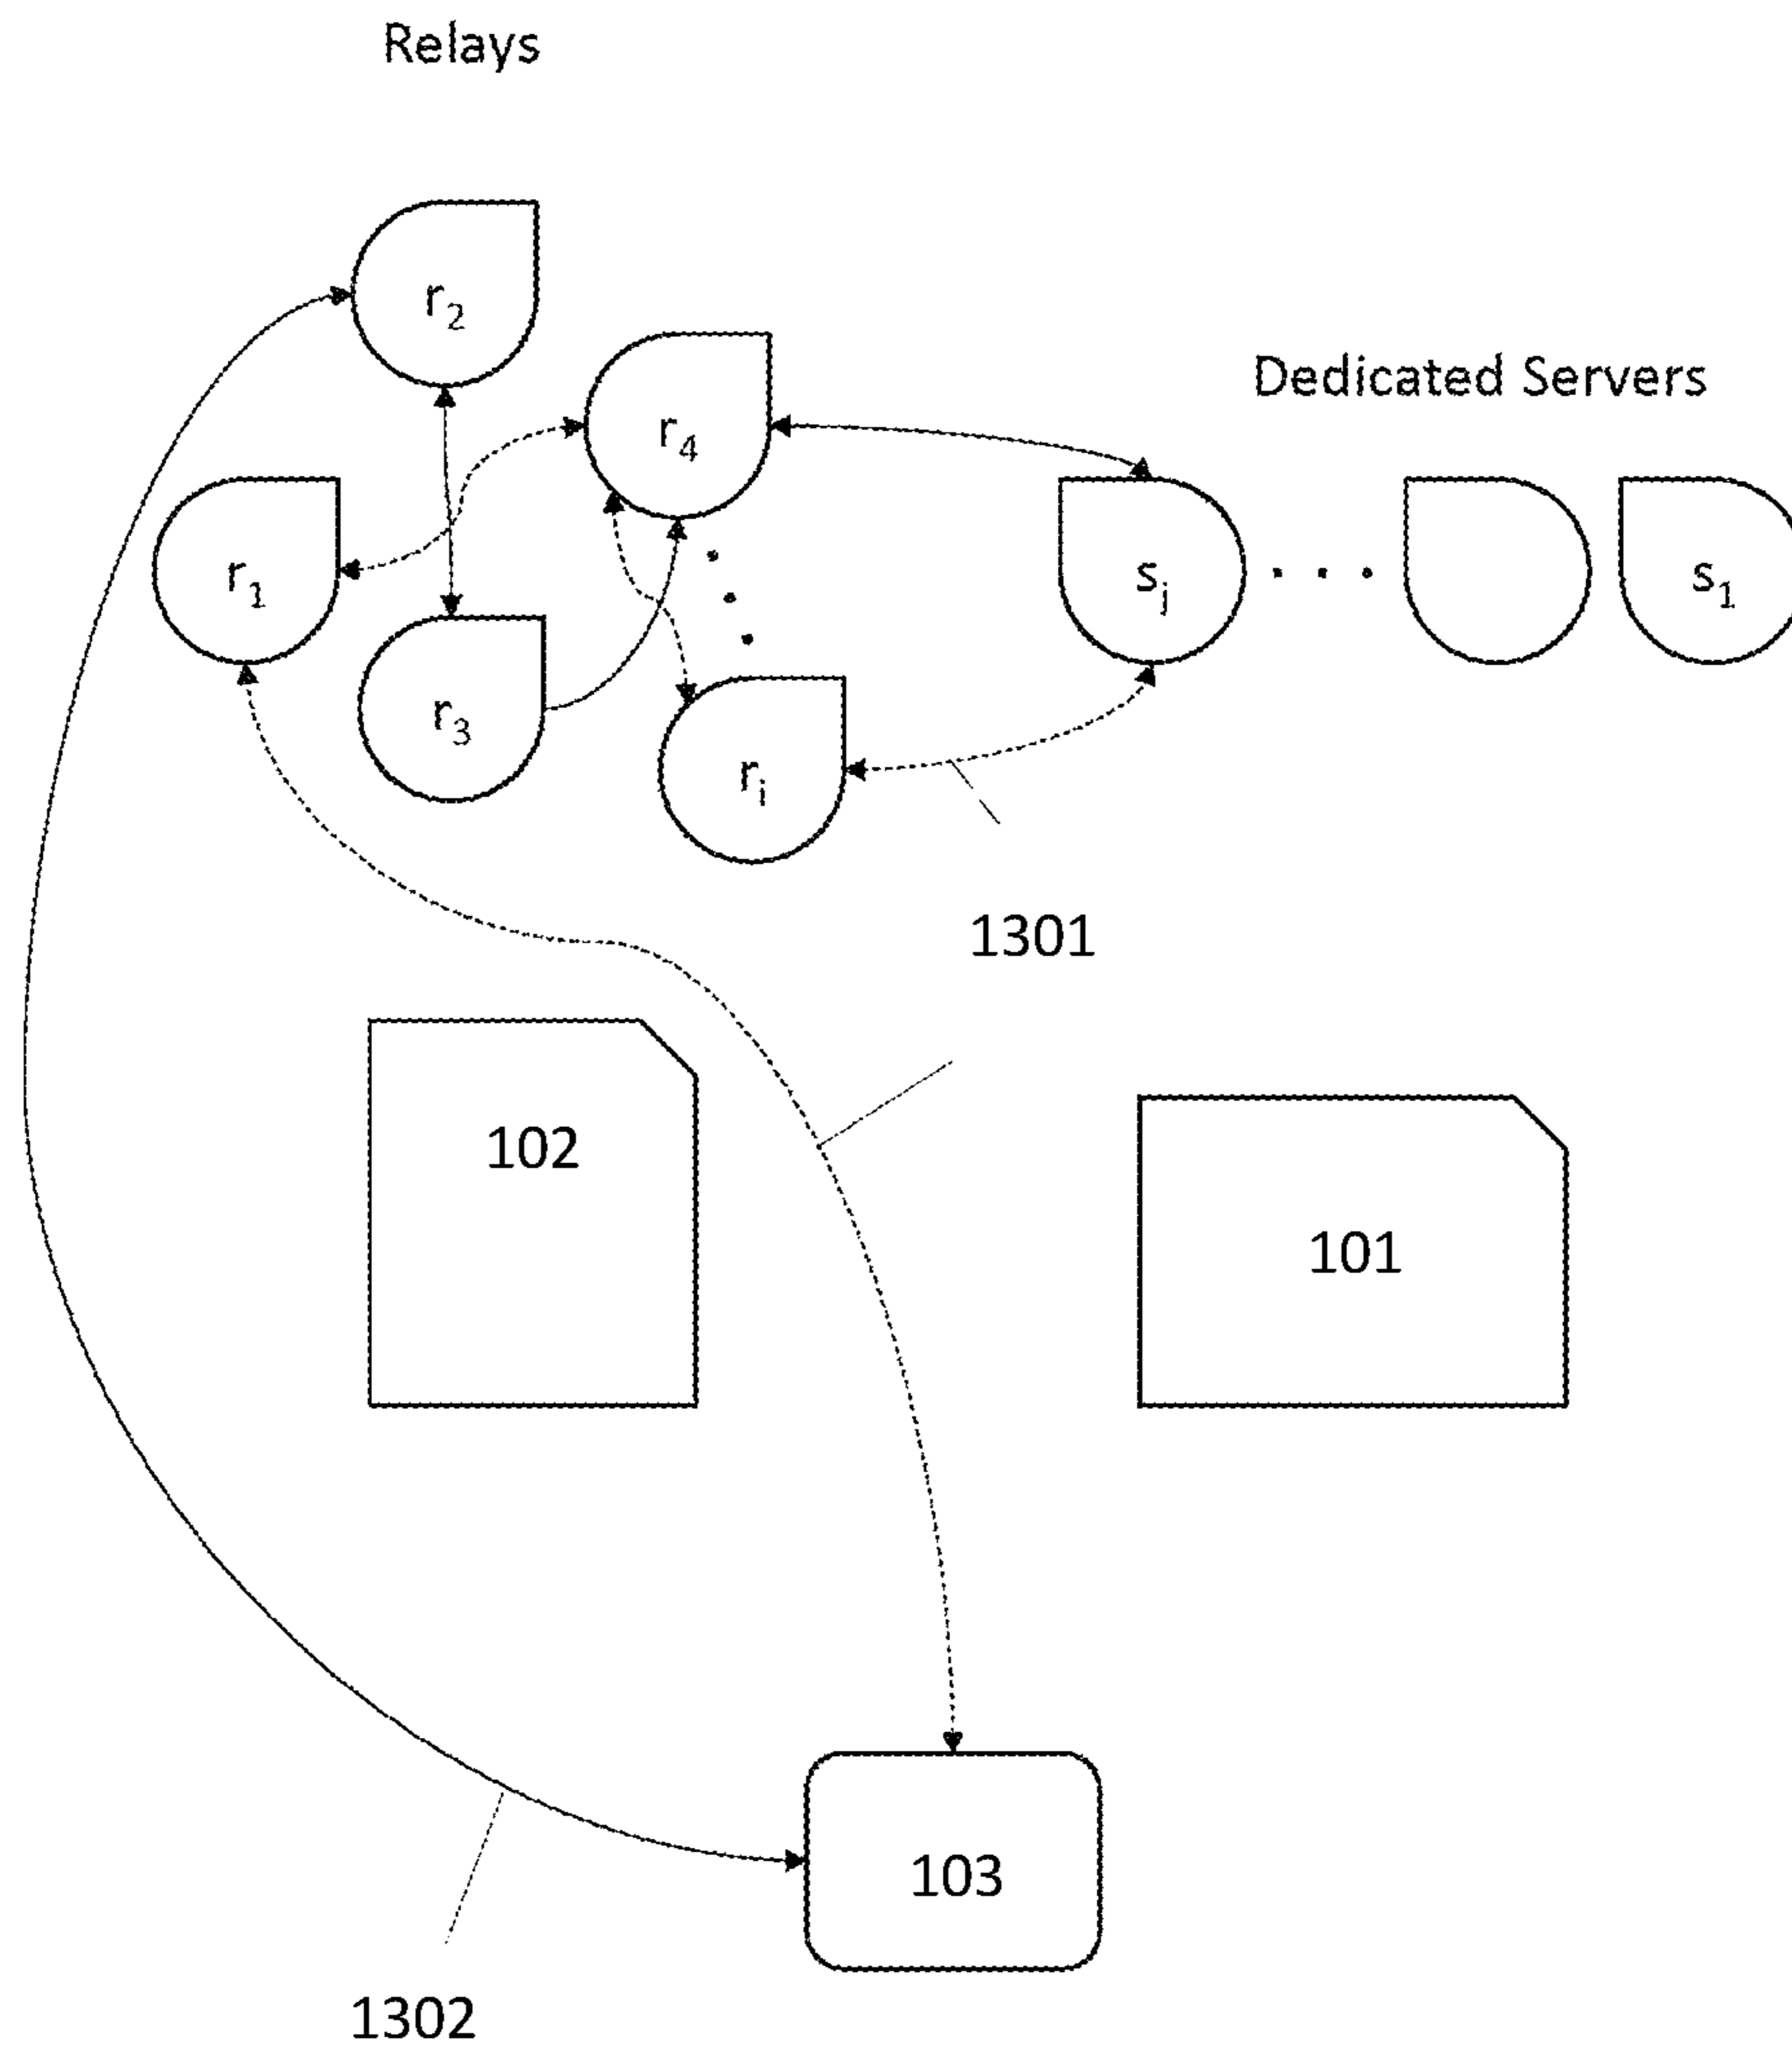 Relays
r2
r4
Dedicated Servers
r1
sj
s1
r3
ri
1301
102
101
103
1302